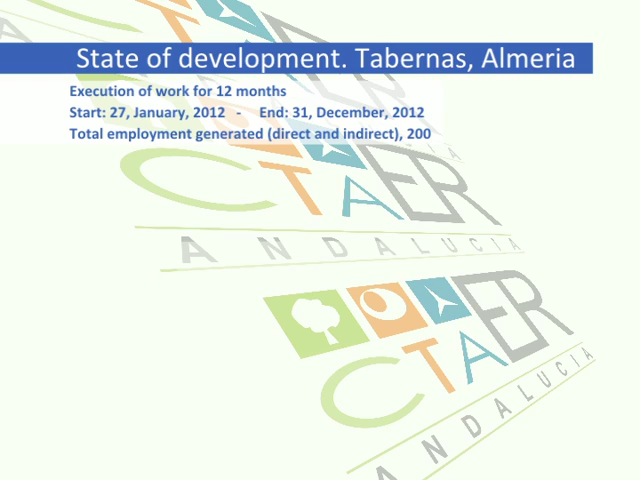 State of development. Tabernas, Almeria
Execution of work for 12 months
Start: 27, January, 2012 - End: 31, December, 2012
Total employment generated (direct and indirect), 200
CTAER
ANDALUCIA
CTAER
ANDALUCIA